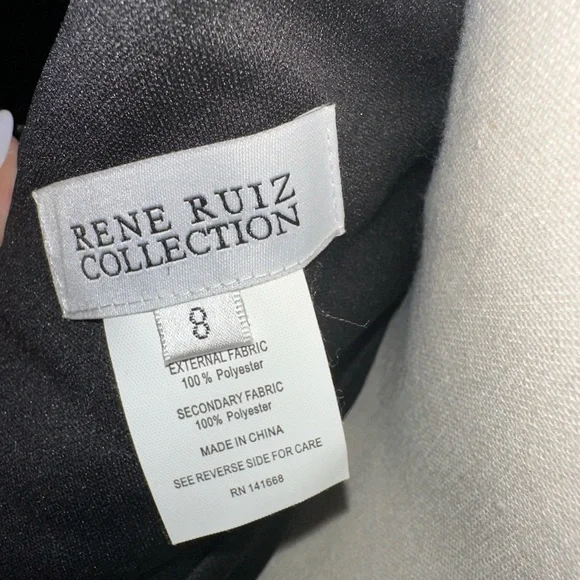 RENE RUIZ
COLLECTION
8
EXTERNAL FABRIC
100% Polyester
SECONDARY FABRIC
100% Polyester
MADE IN CHINA
SEE REVERSE SIDE FOR CARE
RN 141668